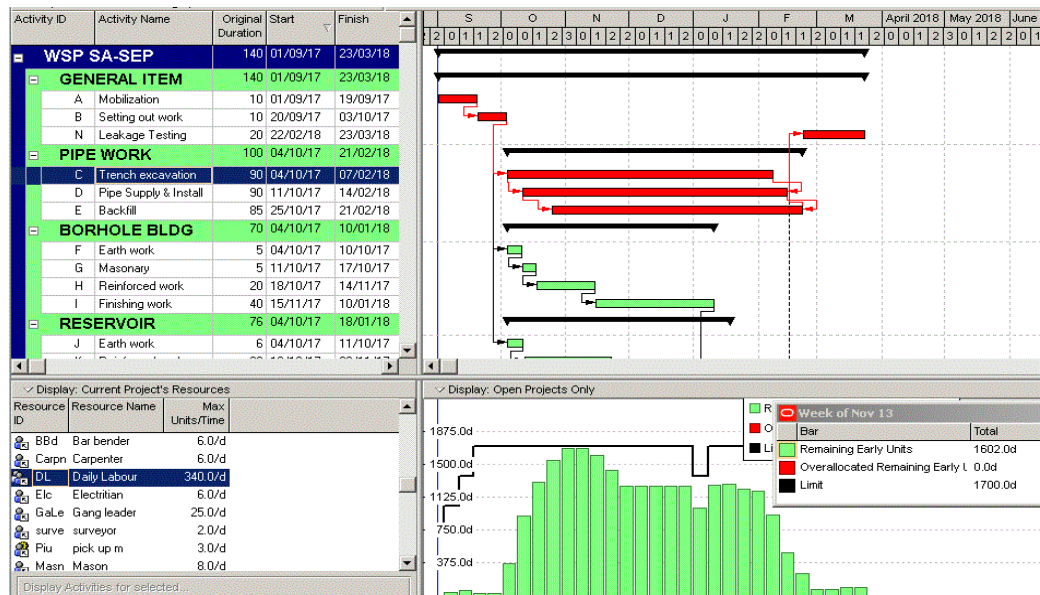 Activity ID Activity Name Original Duration Start Finish S O N D J F M April 2018 May 2018 June
WSP SA-SEP 140 01/09/17 23/03/18
GENERAL ITEM 140 01/09/17 23/03/18
A Mobilization 10 01/09/17 19/09/17
B Setting out work 10 20/09/17 03/10/17
N Leakage Testing 20 22/02/18 23/03/18
PIPE WORK 100 04/10/17 21/02/18
C Trench excavation 90 04/10/17 07/02/18
D Pipe Supply & Install 90 11/10/17 14/02/18
E Backfill 85 25/10/17 21/02/18
BORHOLE BLDG 70 04/10/17 10/01/18
F Earth work 5 04/10/17 10/10/17
G Masonary 5 11/10/17 17/10/17
H Reinforced work 20 18/10/17 14/11/17
I Finishing work 40 15/11/17 10/01/18
RESERVOIR 76 04/10/17 18/01/18
J Earth work 6 04/10/17 11/10/17
Display: Current Project's Resources
Resource ID Resource Name Max Units/Time
BBd Bar bender 6.0/d
Carpn Carpenter 6.0/d
DL Daily Labour 340.0/d
Elc Electritian 6.0/d
GaLe Gang leader 25.0/d
surve surveyor 2.0/d
Piu pick up m 3.0/d
Masn Mason 8.0/d
Display Activities for selected...
Display: Open Projects Only
1875.0d
1500.0d
1125.0d
750.0d
375.0d
R
O
Li
Week of Nov 13
Bar Total
Remaining Early Units 1602.0d
Overallocated Remaining Early 0.0d
Limit 1700.0d